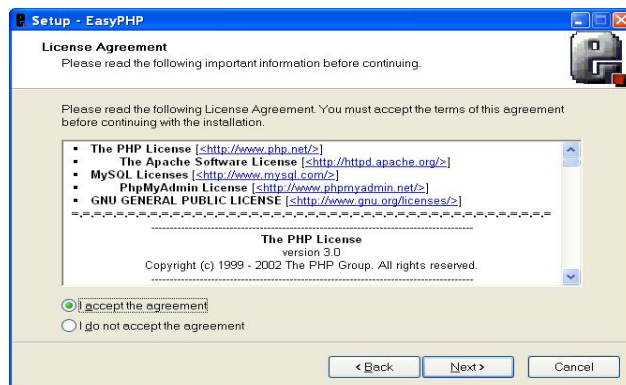 Setup - EasyPHP
License Agreement
Please read the following important information before continuing.
Please read the following License Agreement. You must accept the terms of this agreement
before continuing with the installation.
▪ The PHP License [<http://www.php.net/>]
▪ The Apache Software License [<http://httpd.apache.org/>]
▪ MySQL Licenses [<http://www.mysql.com/>]
▪ PhpMyAdmin License [<http://www.phpmyadmin.net/>]
▪ GNU GENERAL PUBLIC LICENSE [<http://www.gnu.org/licenses/>]
=-=-=-=-=-=-=-=-=-=-=-=-=-=-=-=-=-=-=-=-=-=-=-=-=-=-=-=-=-=-=
--------------------------------------------------------------------
The PHP License
version 3.0
Copyright (c) 1999 - 2002 The PHP Group. All rights reserved.
--------------------------------------------------------------------
I accept the agreement
I do not accept the agreement
< Back Next > Cancel